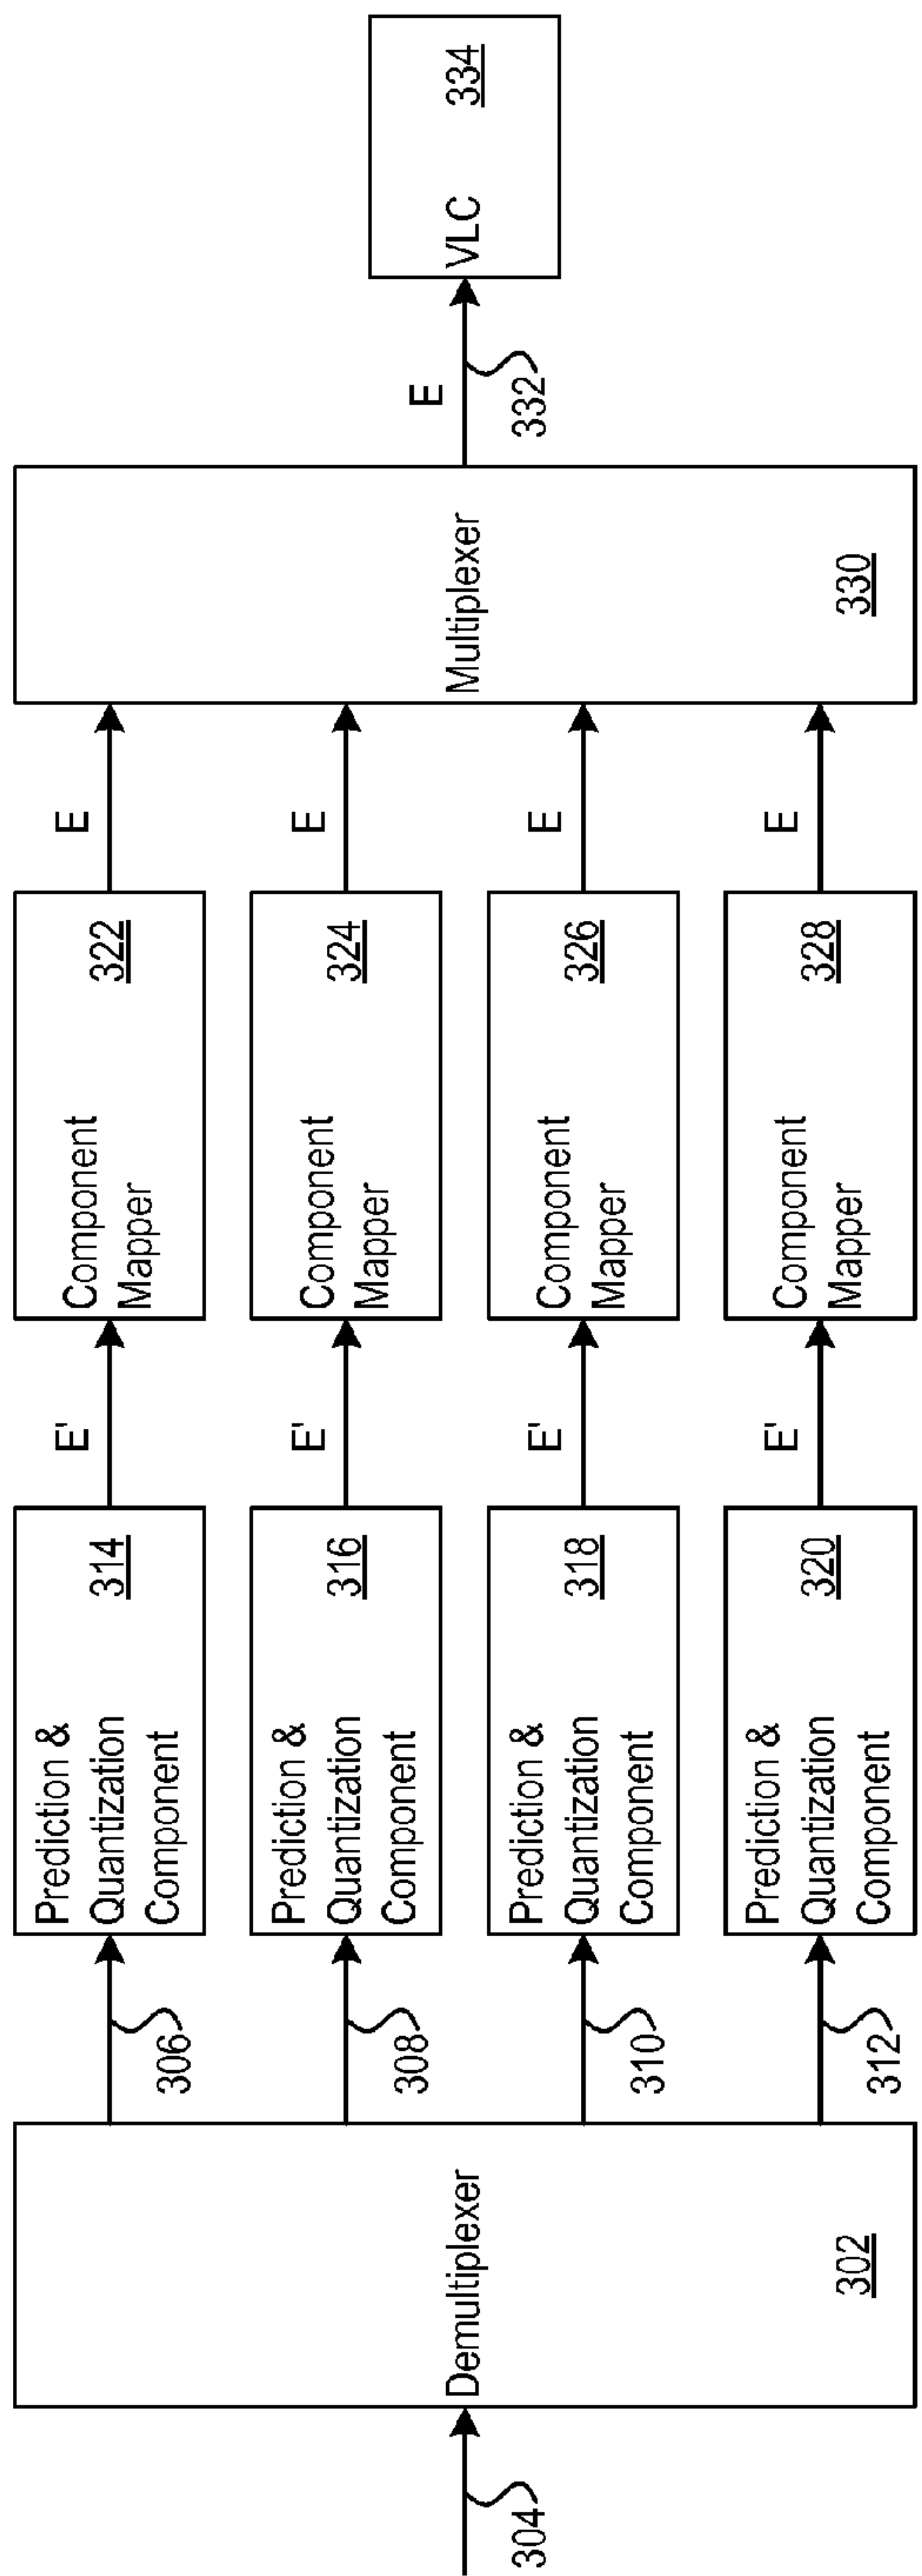 304
Demultiplexer
302
306
308
310
312
Prediction &
Quantization
Component
314
Prediction &
Quantization
Component
316
Prediction &
Quantization
Component
318
Prediction &
Quantization
Component
320
E'
E'
E'
E'
Component
Mapper
322
Component
Mapper
324
Component
Mapper
326
Component
Mapper
328
E
E
E
E
Multiplexer
330
E
332
VLC 334